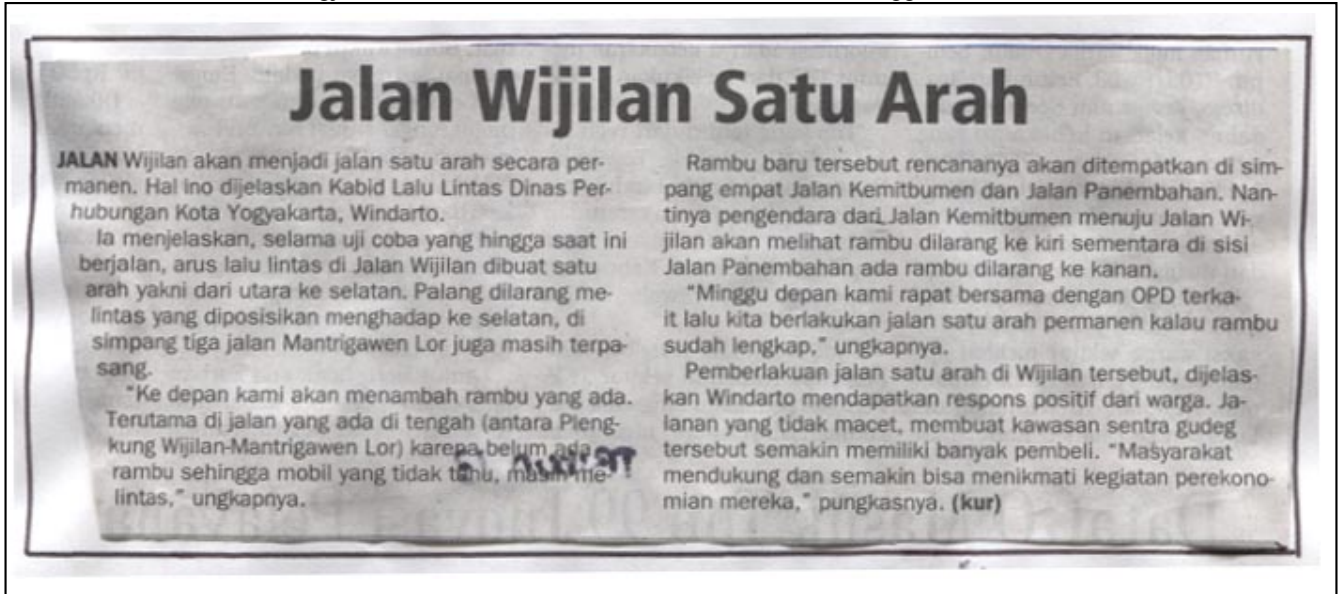 Jalan Wijilan Satu Arah
JALAN Wijilan akan menjadi jalan satu arah secara per-
manen. Hal ino dijelaskan Kabid Lalu Lintas Dinas Per-
hubungan Kota Yogyakarta, Windarto.
Ia menjelaskan, selama uji coba yang hingga saat ini
berjalan, arus lalu lintas di Jalan Wijilan dibuat satu
arah yakni dari utara ke selatan. Palang dilarang me-
lintas yang diposisikan menghadap ke selatan, di
simpang tiga jalan Mantrigawen Lor juga masih terpa-
sang.
"Ke depan kami akan menambah rambu yang ada.
Terutama di jalan yang ada di tengah (antara Pleng-
kung Wijilan-Mantrigawen Lor) karena belum ada
rambu sehingga mobil yang tidak tahu, masih me-
lintas," ungkapnya.
Rambu baru tersebut rencananya akan ditempatkan di sim-
pang empat Jalan Kemitbumen dan Jalan Panembahan. Nan-
tinya pengendara dari Jalan Kemitbumen menuju Jalan Wi-
jilan akan melihat rambu dilarang ke kiri sementara di sisi
Jalan Panembahan ada rambu dilarang ke kanan.
"Minggu depan kami rapat bersama dengan OPD terka-
it lalu kita berlakukan jalan satu arah permanen kalau rambu
sudah lengkap," ungkapnya.
Pemberlakuan jalan satu arah di Wijilan tersebut, dijelas-
kan Windarto mendapatkan respons positif dari warga. Ja-
lanan yang tidak macet, membuat kawasan sentra gudeg
tersebut semakin memiliki banyak pembeli. "Masyarakat
mendukung dan semakin bisa menikmati kegiatan perekono-
mian mereka," pungkasnya. (kur)